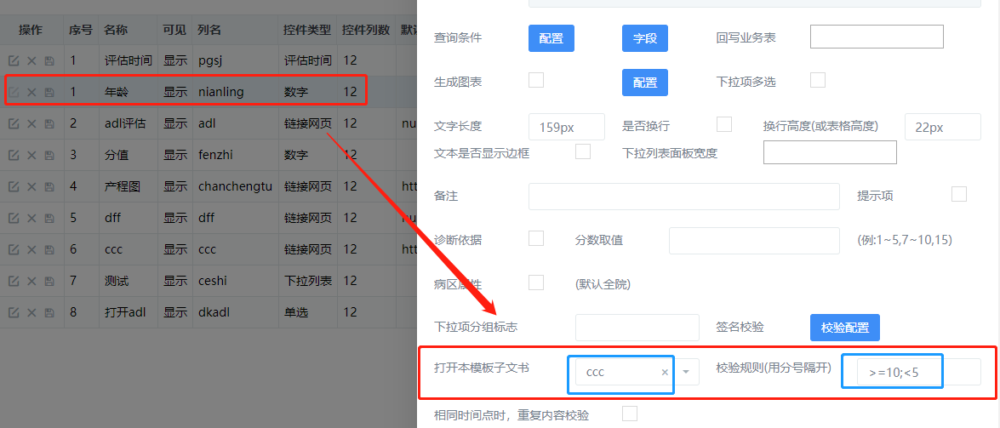 操作 序号 名称 可见 列名 控件类型 控件列数 默认
1 评估时间 显示 pgsj 评估时间 12
1 年龄 显示 nianling 数字 12
2 adl评估 显示 adl 链接网页 12 nu
3 分值 显示 fenzhi 数字 12
4 产程图 显示 chanchengtu 链接网页 12 htt
5 dff 显示 dff 链接网页 12 nu
6 ccc 显示 ccc 链接网页 12 htt
7 测试 显示 ceshi 下拉列表 12
8 打开adl 显示 dkadl 单选 12
查询条件 配置 字段 回写业务表
生成图表 配置 下拉项多选
文字长度 159px 是否换行 换行高度(或表格高度) 22px
文本是否显示边框 下拉列表面板宽度
备注 提示项
诊断依据 分数取值 (例:1~5,7~10,15)
病区属性 (默认全院)
下拉项分组标志 签名校验 校验配置
打开本模板子文书 ccc × 校验规则(用分号隔开) >=10;<5
相同时间点时，重复内容校验